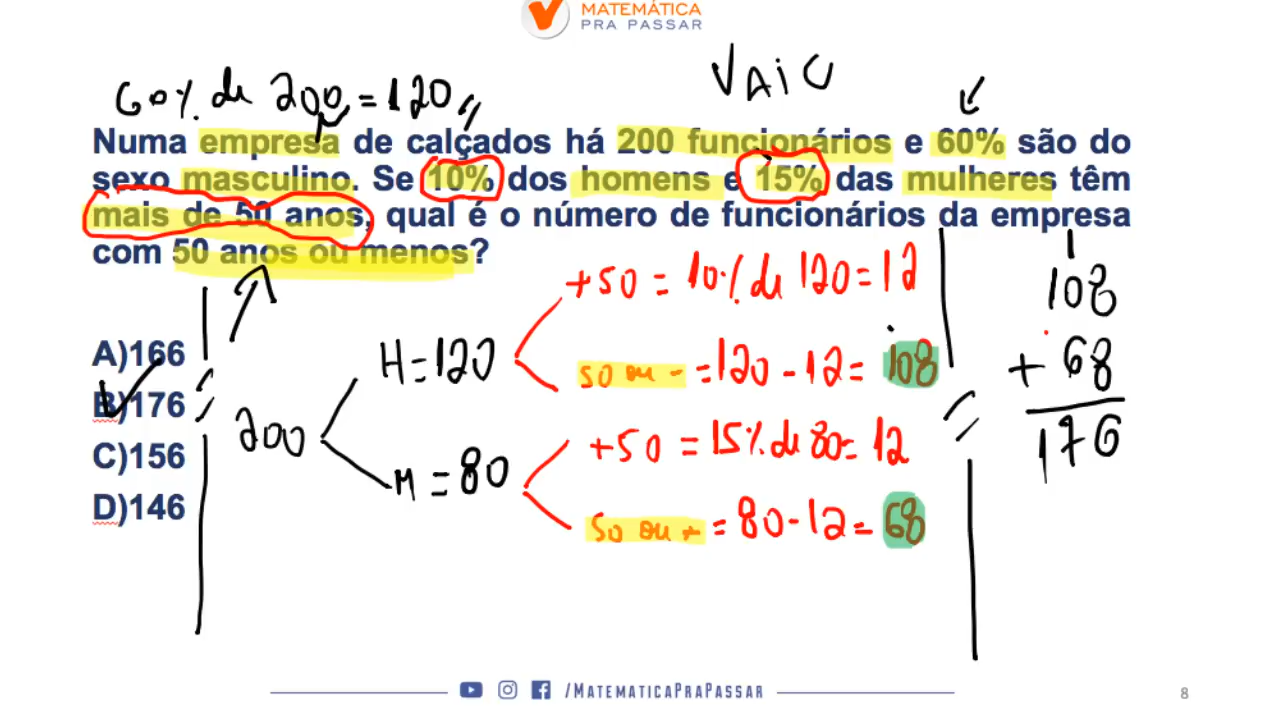 MATEMÁTICA
PRA PASSAR
60% de 200 = 120
VAIC
Numa empresa de calçados há 200 funcionários e 60% são do
sexo masculino. Se 10% dos homens e 15% das mulheres têm
mais de 50 anos, qual é o número de funcionários da empresa
com 50 anos ou menos?
A)166
B)176
C)156
D)146
200
H=120
+50 = 10% de 120 = 12
50 ou - = 120 - 12 = 108
M = 80
+50 = 15% de 80 = 12
50 ou - = 80 - 12 = 68
1
108
+ 68
176
/MATEMATICAPRAPASSAR
8